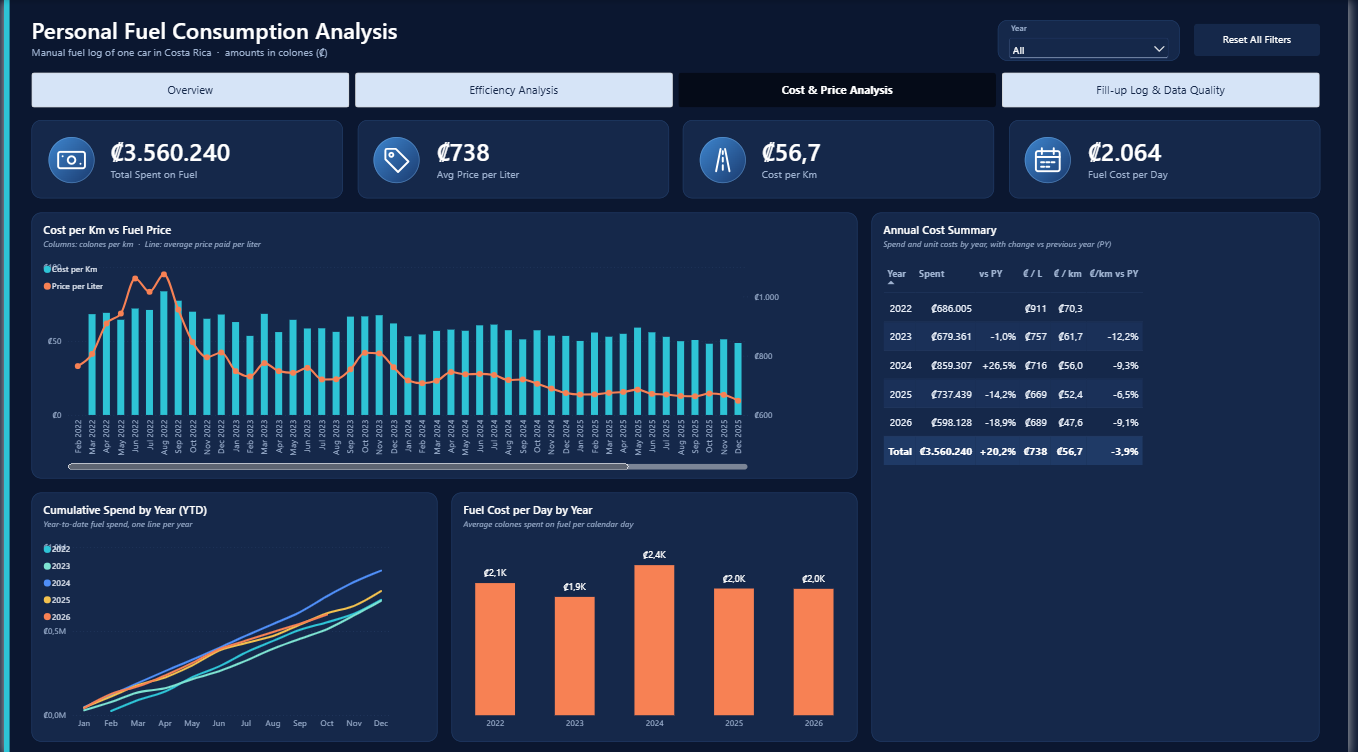 Personal Fuel Consumption Analysis
Manual fuel log of one car in Costa Rica · amounts in colones (₡)
Year
All
Reset All Filters
Overview
Efficiency Analysis
Cost & Price Analysis
Fill-up Log & Data Quality
₡3.560.240
Total Spent on Fuel
₡738
Avg Price per Liter
₡56,7
Cost per Km
₡2.064
Fuel Cost per Day
Cost per Km vs Fuel Price
Columns: colones per km · Line: average price paid per liter
Cost per Km
Price per Liter
₡50
₡0
₡1.000
₡800
₡600
Feb 2022 Mar 2022 Apr 2022 May 2022 Jun 2022 Jul 2022 Aug 2022 Sep 2022 Oct 2022 Nov 2022 Dec 2022 Jan 2023 Feb 2023 Mar 2023 Apr 2023 May 2023 Jun 2023 Jul 2023 Aug 2023 Sep 2023 Oct 2023 Nov 2023 Dec 2023 Jan 2024 Feb 2024 Mar 2024 Apr 2024 May 2024 Jun 2024 Jul 2024 Aug 2024 Sep 2024 Oct 2024 Nov 2024 Dec 2024 Jan 2025 Feb 2025 Mar 2025 Apr 2025 May 2025 Jun 2025 Jul 2025 Aug 2025 Sep 2025 Oct 2025 Nov 2025 Dec 2025
Annual Cost Summary
Spend and unit costs by year, with change vs previous year (PY)
Year Spent vs PY ₡ / L ₡ / km ₡/km vs PY
2022 ₡686.005 ₡911 ₡70,3
2023 ₡679.361 -1,0% ₡757 ₡61,7 -12,2%
2024 ₡859.307 +26,5% ₡716 ₡56,0 -9,3%
2025 ₡737.439 -14,2% ₡669 ₡52,4 -6,5%
2026 ₡598.128 -18,9% ₡689 ₡47,6 -9,1%
Total ₡3.560.240 +20,2% ₡738 ₡56,7 -3,9%
Cumulative Spend by Year (YTD)
Year-to-date fuel spend, one line per year
2022
2023
2024
2025
2026
₡0,5M
₡0,0M
Jan Feb Mar Apr May Jun Jul Aug Sep Oct Nov Dec
Fuel Cost per Day by Year
Average colones spent on fuel per calendar day
₡2,1K
₡1,9K
₡2,4K
₡2,0K
₡2,0K
2022 2023 2024 2025 2026